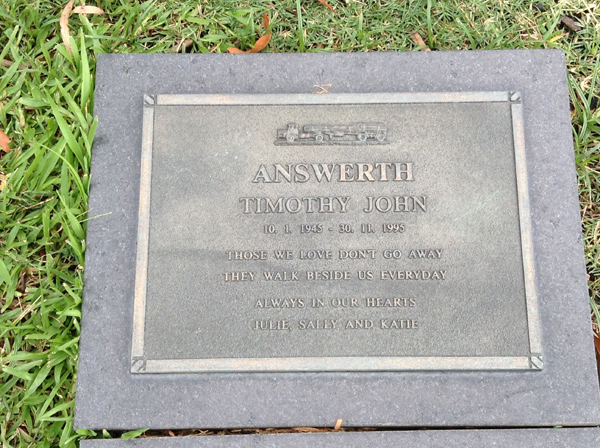 ANSWERTH
TIMOTHY JOHN
10. 1. 1945 - 30. 11. 1995
THOSE WE LOVE DON'T GO AWAY
THEY WALK BESIDE US EVERYDAY
ALWAYS IN OUR HEARTS
JULIE, SALLY AND KATIE